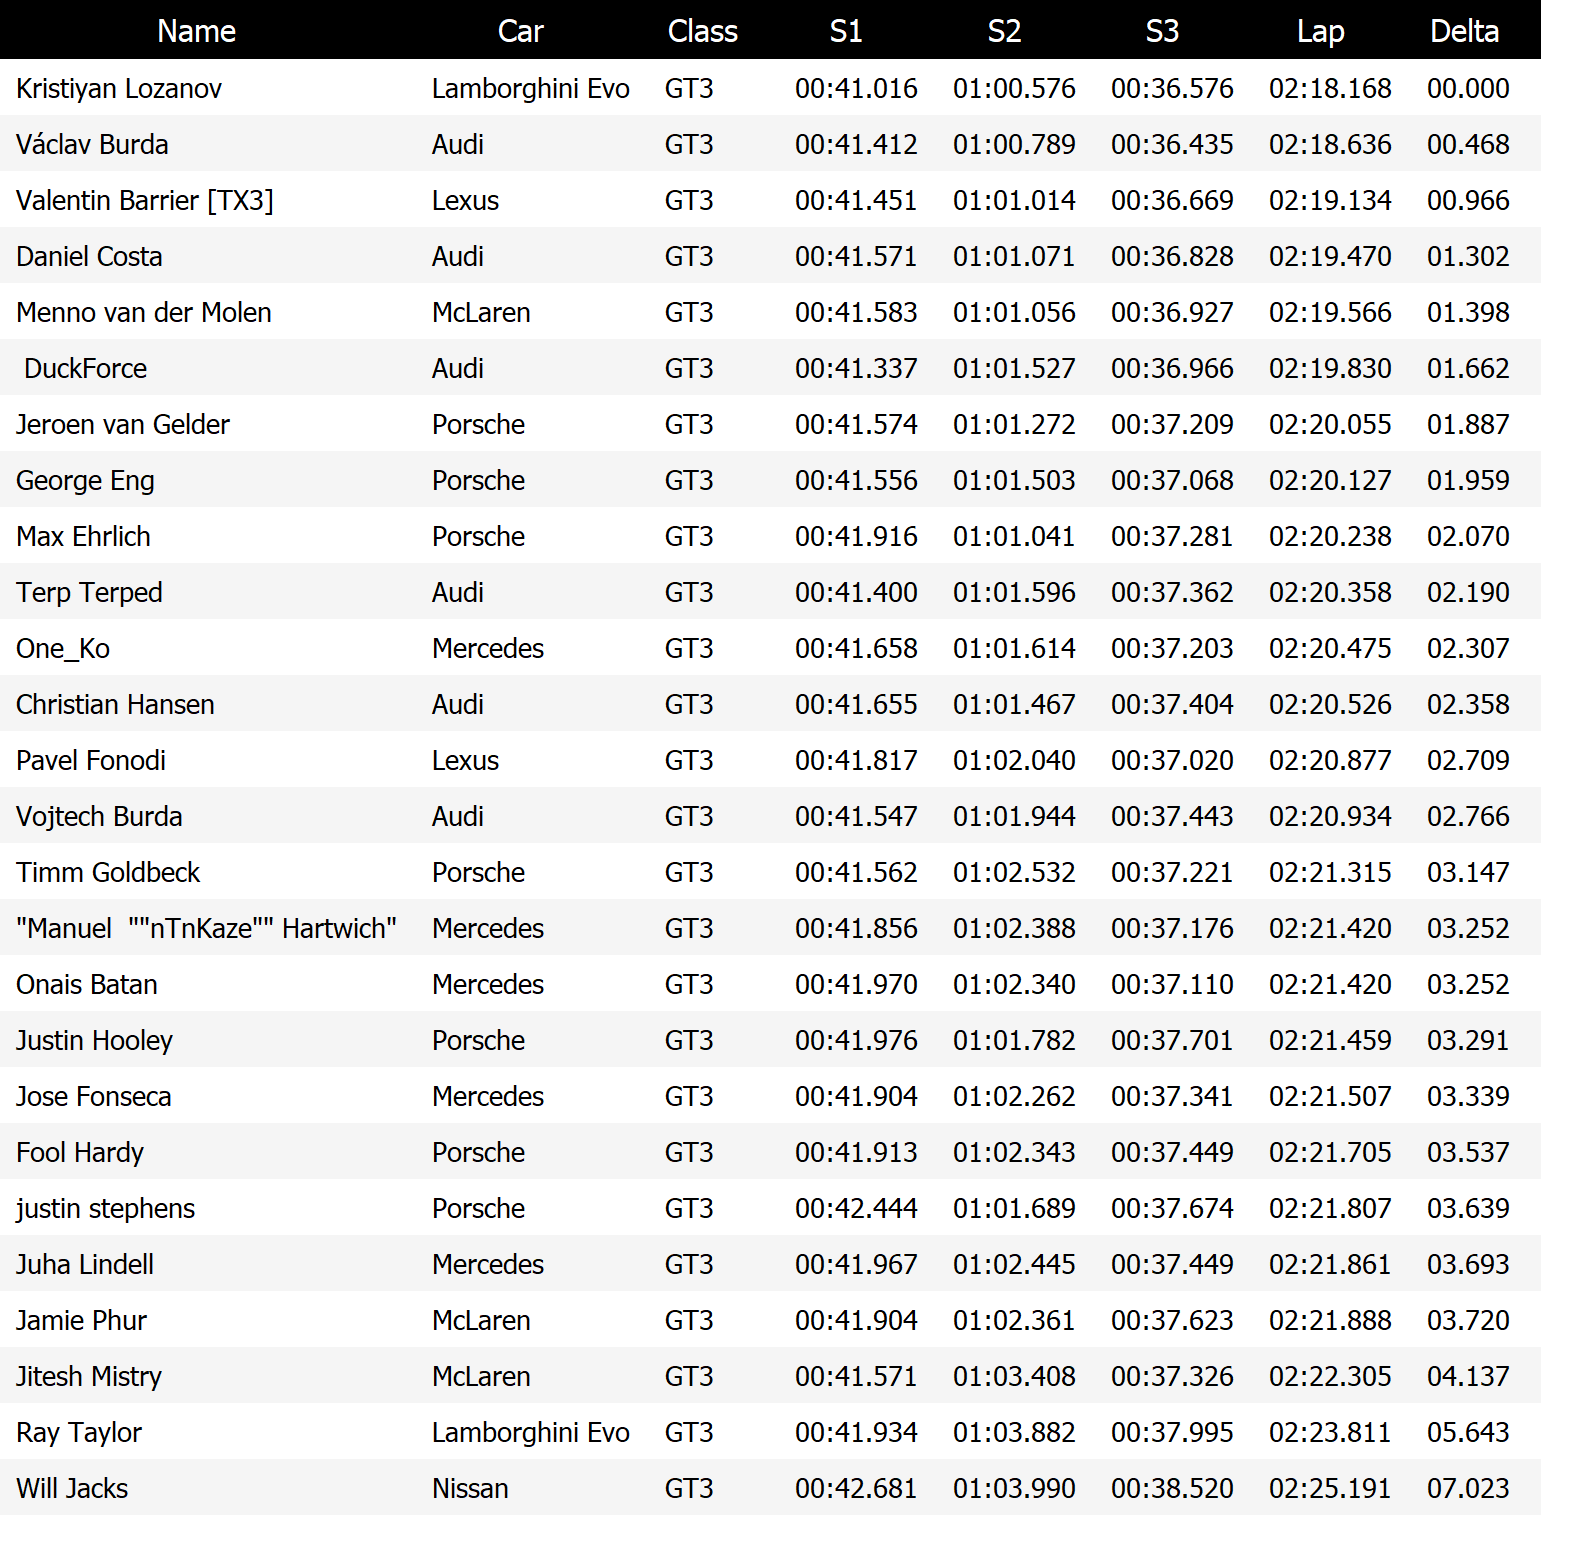 Name Car Class S1 S2 S3 Lap Delta
Kristiyan Lozanov Lamborghini Evo GT3 00:41.016 01:00.576 00:36.576 02:18.168 00.000
Václav Burda Audi GT3 00:41.412 01:00.789 00:36.435 02:18.636 00.468
Valentin Barrier [TX3] Lexus GT3 00:41.451 01:01.014 00:36.669 02:19.134 00.966
Daniel Costa Audi GT3 00:41.571 01:01.071 00:36.828 02:19.470 01.302
Menno van der Molen McLaren GT3 00:41.583 01:01.056 00:36.927 02:19.566 01.398
DuckForce Audi GT3 00:41.337 01:01.527 00:36.966 02:19.830 01.662
Jeroen van Gelder Porsche GT3 00:41.574 01:01.272 00:37.209 02:20.055 01.887
George Eng Porsche GT3 00:41.556 01:01.503 00:37.068 02:20.127 01.959
Max Ehrlich Porsche GT3 00:41.916 01:01.041 00:37.281 02:20.238 02.070
Terp Terped Audi GT3 00:41.400 01:01.596 00:37.362 02:20.358 02.190
One_Ko Mercedes GT3 00:41.658 01:01.614 00:37.203 02:20.475 02.307
Christian Hansen Audi GT3 00:41.655 01:01.467 00:37.404 02:20.526 02.358
Pavel Fonodi Lexus GT3 00:41.817 01:02.040 00:37.020 02:20.877 02.709
Vojtech Burda Audi GT3 00:41.547 01:01.944 00:37.443 02:20.934 02.766
Timm Goldbeck Porsche GT3 00:41.562 01:02.532 00:37.221 02:21.315 03.147
"Manuel  ""nTnKaze"" Hartwich" Mercedes GT3 00:41.856 01:02.388 00:37.176 02:21.420 03.252
Onais Batan Mercedes GT3 00:41.970 01:02.340 00:37.110 02:21.420 03.252
Justin Hooley Porsche GT3 00:41.976 01:01.782 00:37.701 02:21.459 03.291
Jose Fonseca Mercedes GT3 00:41.904 01:02.262 00:37.341 02:21.507 03.339
Fool Hardy Porsche GT3 00:41.913 01:02.343 00:37.449 02:21.705 03.537
justin stephens Porsche GT3 00:42.444 01:01.689 00:37.674 02:21.807 03.639
Juha Lindell Mercedes GT3 00:41.967 01:02.445 00:37.449 02:21.861 03.693
Jamie Phur McLaren GT3 00:41.904 01:02.361 00:37.623 02:21.888 03.720
Jitesh Mistry McLaren GT3 00:41.571 01:03.408 00:37.326 02:22.305 04.137
Ray Taylor Lamborghini Evo GT3 00:41.934 01:03.882 00:37.995 02:23.811 05.643
Will Jacks Nissan GT3 00:42.681 01:03.990 00:38.520 02:25.191 07.023